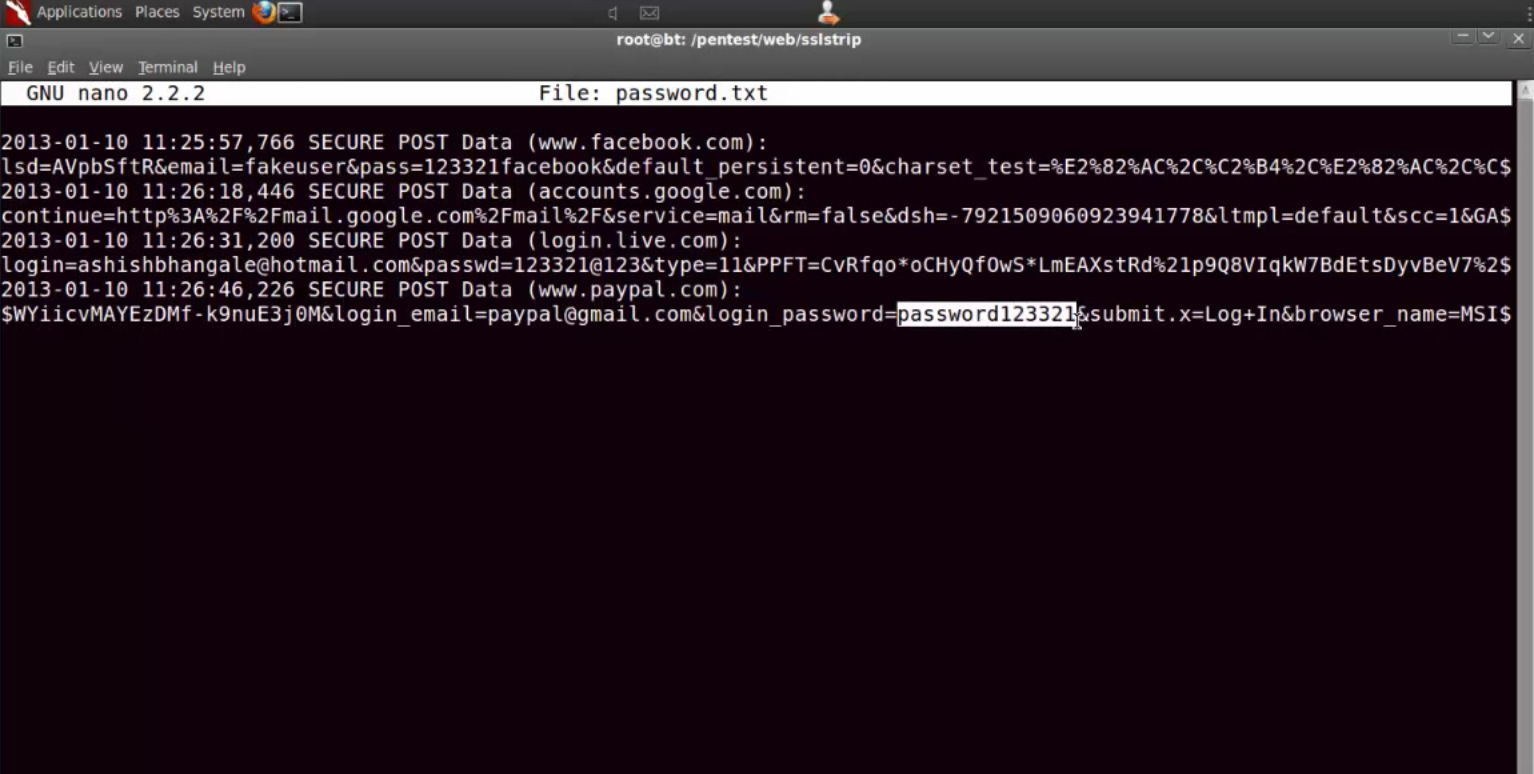 Applications Places System
root@bt: /pentest/web/sslstrip
File Edit View Terminal Help
GNU nano 2.2.2 File: password.txt
2013-01-10 11:25:57,766 SECURE POST Data (www.facebook.com):
lsd=AVpbSftR&email=fakeuser&pass=123321facebook&default_persistent=0&charset_test=%E2%82%AC%2C%C2%B4%2C%E2%82%AC%2C%C$
2013-01-10 11:26:18,446 SECURE POST Data (accounts.google.com):
continue=http%3A%2F%2Fmail.google.com%2Fmail%2F&service=mail&rm=false&dsh=-7921509060923941778&ltmpl=default&scc=1&GA$
2013-01-10 11:26:31,200 SECURE POST Data (login.live.com):
login=ashishbhangale@hotmail.com&passwd=123321@123&type=11&PPFT=CvRfqo*oCHyQfOwS*LmEAXstRd%21p9Q8VIqkW7BdEtsDyvBeV7%2$
2013-01-10 11:26:46,226 SECURE POST Data (www.paypal.com):
$WYiicvMAYEzDMf-k9nuE3j0M&login_email=paypal@gmail.com&login_password=password123321&submit.x=Log+In&browser_name=MSI$